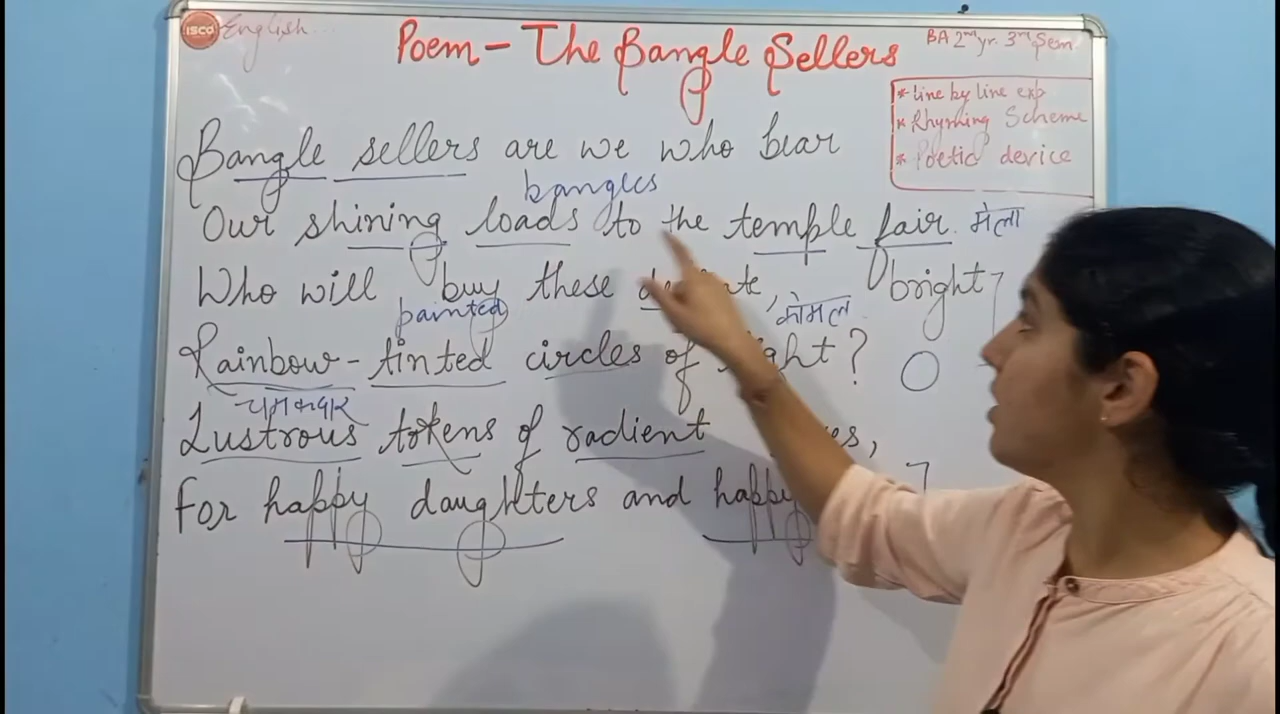 ISCO English...
Poem - The Bangle Sellers
BA 2nd yr. 3rd Sem
* Line by line exp
* Rhyming Scheme
* Poetic device
Bangle sellers are we who bear
bangles
Our shining loads to the temple fair. मेला
Who will buy these , bright
painted कोमल
Rainbow-tinted circles of ?
चमकदार
Lustrous tokens of radient ,
For happy daughters and happy